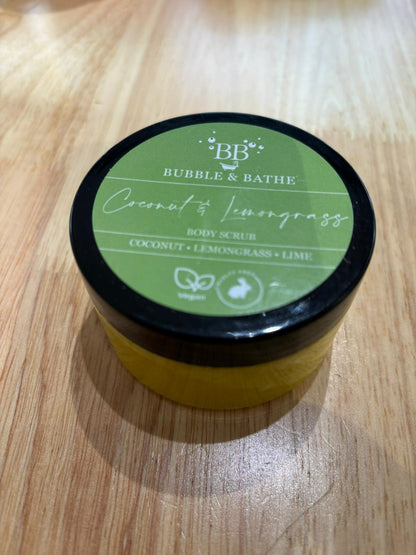 BB
BUBBLE & BATHE
Coconut & Lemongrass
BODY SCRUB
COCONUT • LEMONGRASS • LIME
vegan